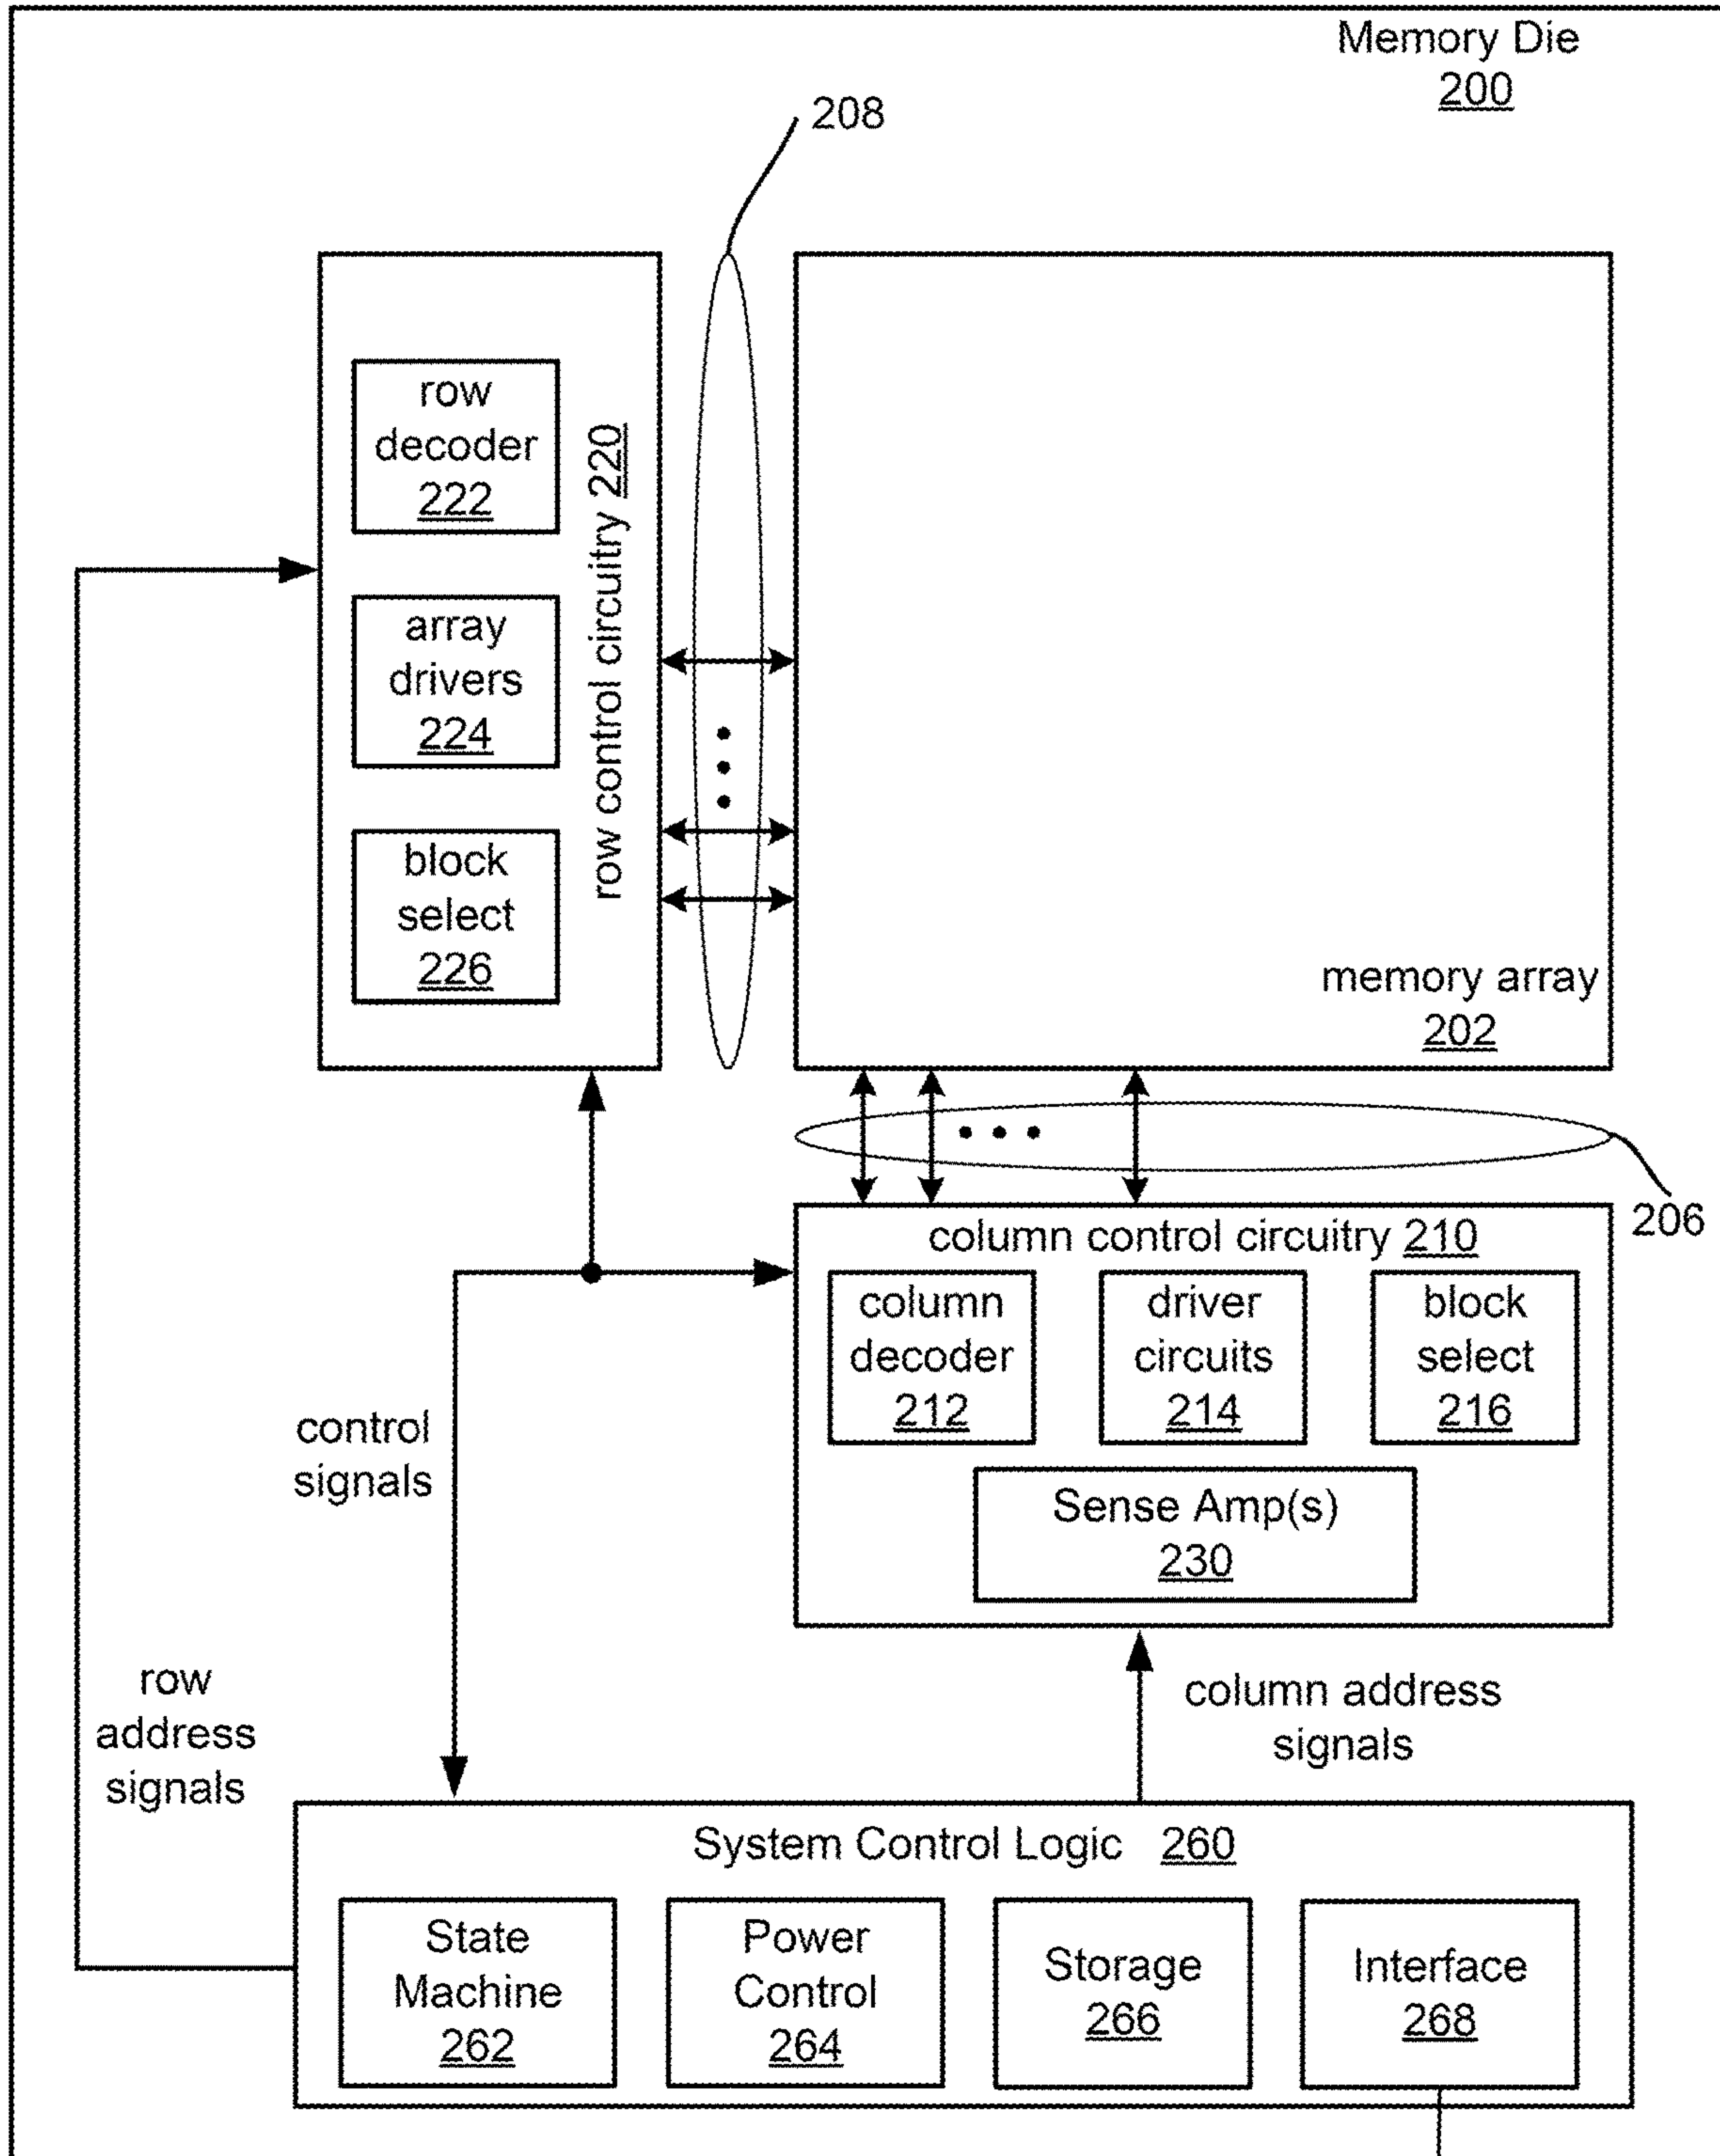 Memory Die
200
208
row
decoder
222
array
drivers
224
block
select
226
row control circuitry 220
memory array
202
206
column control circuitry 210
column
decoder
212
driver
circuits
214
block
select
216
Sense Amp(s)
230
control
signals
row
address
signals
column address
signals
System Control Logic 260
State
Machine
262
Power
Control
264
Storage
266
Interface
268